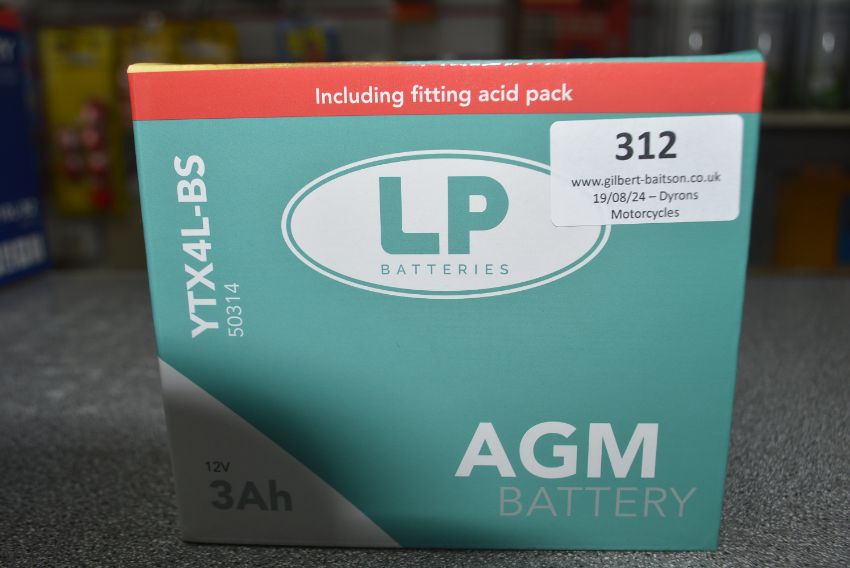 Including fitting acid pack
312
www.gilbert-baitson.co.uk
19/08/24 – Dyrons
Motorcycles
LP
BATTERIES
YTX4L-BS
50314
12V
3Ah
AGM
BATTERY